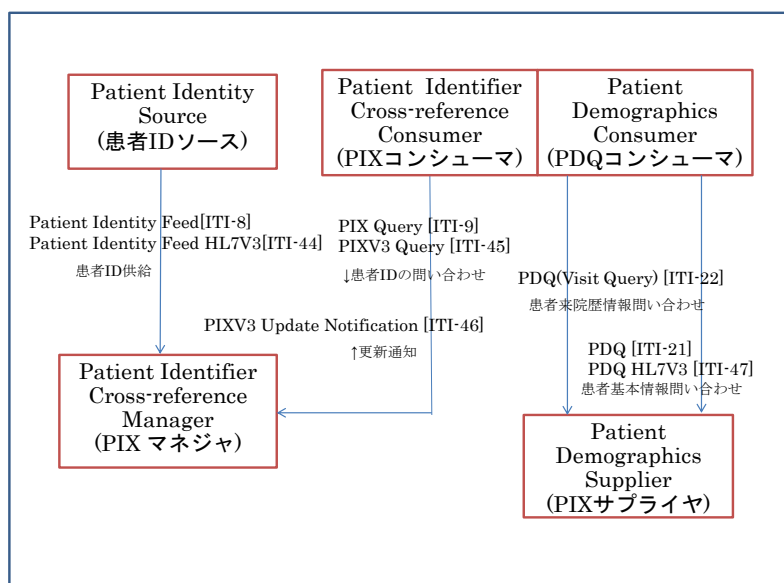 Patient Identity
Source
(患者IDソース)
Patient Identifier
Cross-reference
Consumer
(PIXコンシューマ)
Patient
Demographics
Consumer
(PDQコンシューマ)
Patient Identity Feed[ITI-8]
Patient Identity Feed HL7V3[ITI-44]
患者ID供給
PIX Query [ITI-9]
PIXV3 Query [ITI-45]
↓患者IDの問い合わせ
PDQ(Visit Query) [ITI-22]
患者来院歴情報問い合わせ
PIXV3 Update Notification [ITI-46]
↑更新通知
PDQ [ITI-21]
PDQ HL7V3 [ITI-47]
患者基本情報問い合わせ
Patient Identifier
Cross-reference
Manager
(PIX マネジャ)
Patient
Demographics
Supplier
(PIXサプライヤ)